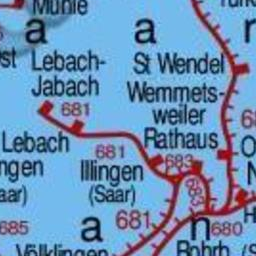 Mühle
a
a
Lebach-
Jabach
St Wendel
Wemmets-
weiler
Rathaus
681
681
683
683
Lebach
Illingen
(Saar)
aar)
681
a
n
680
685
Völklingen
Rohrb